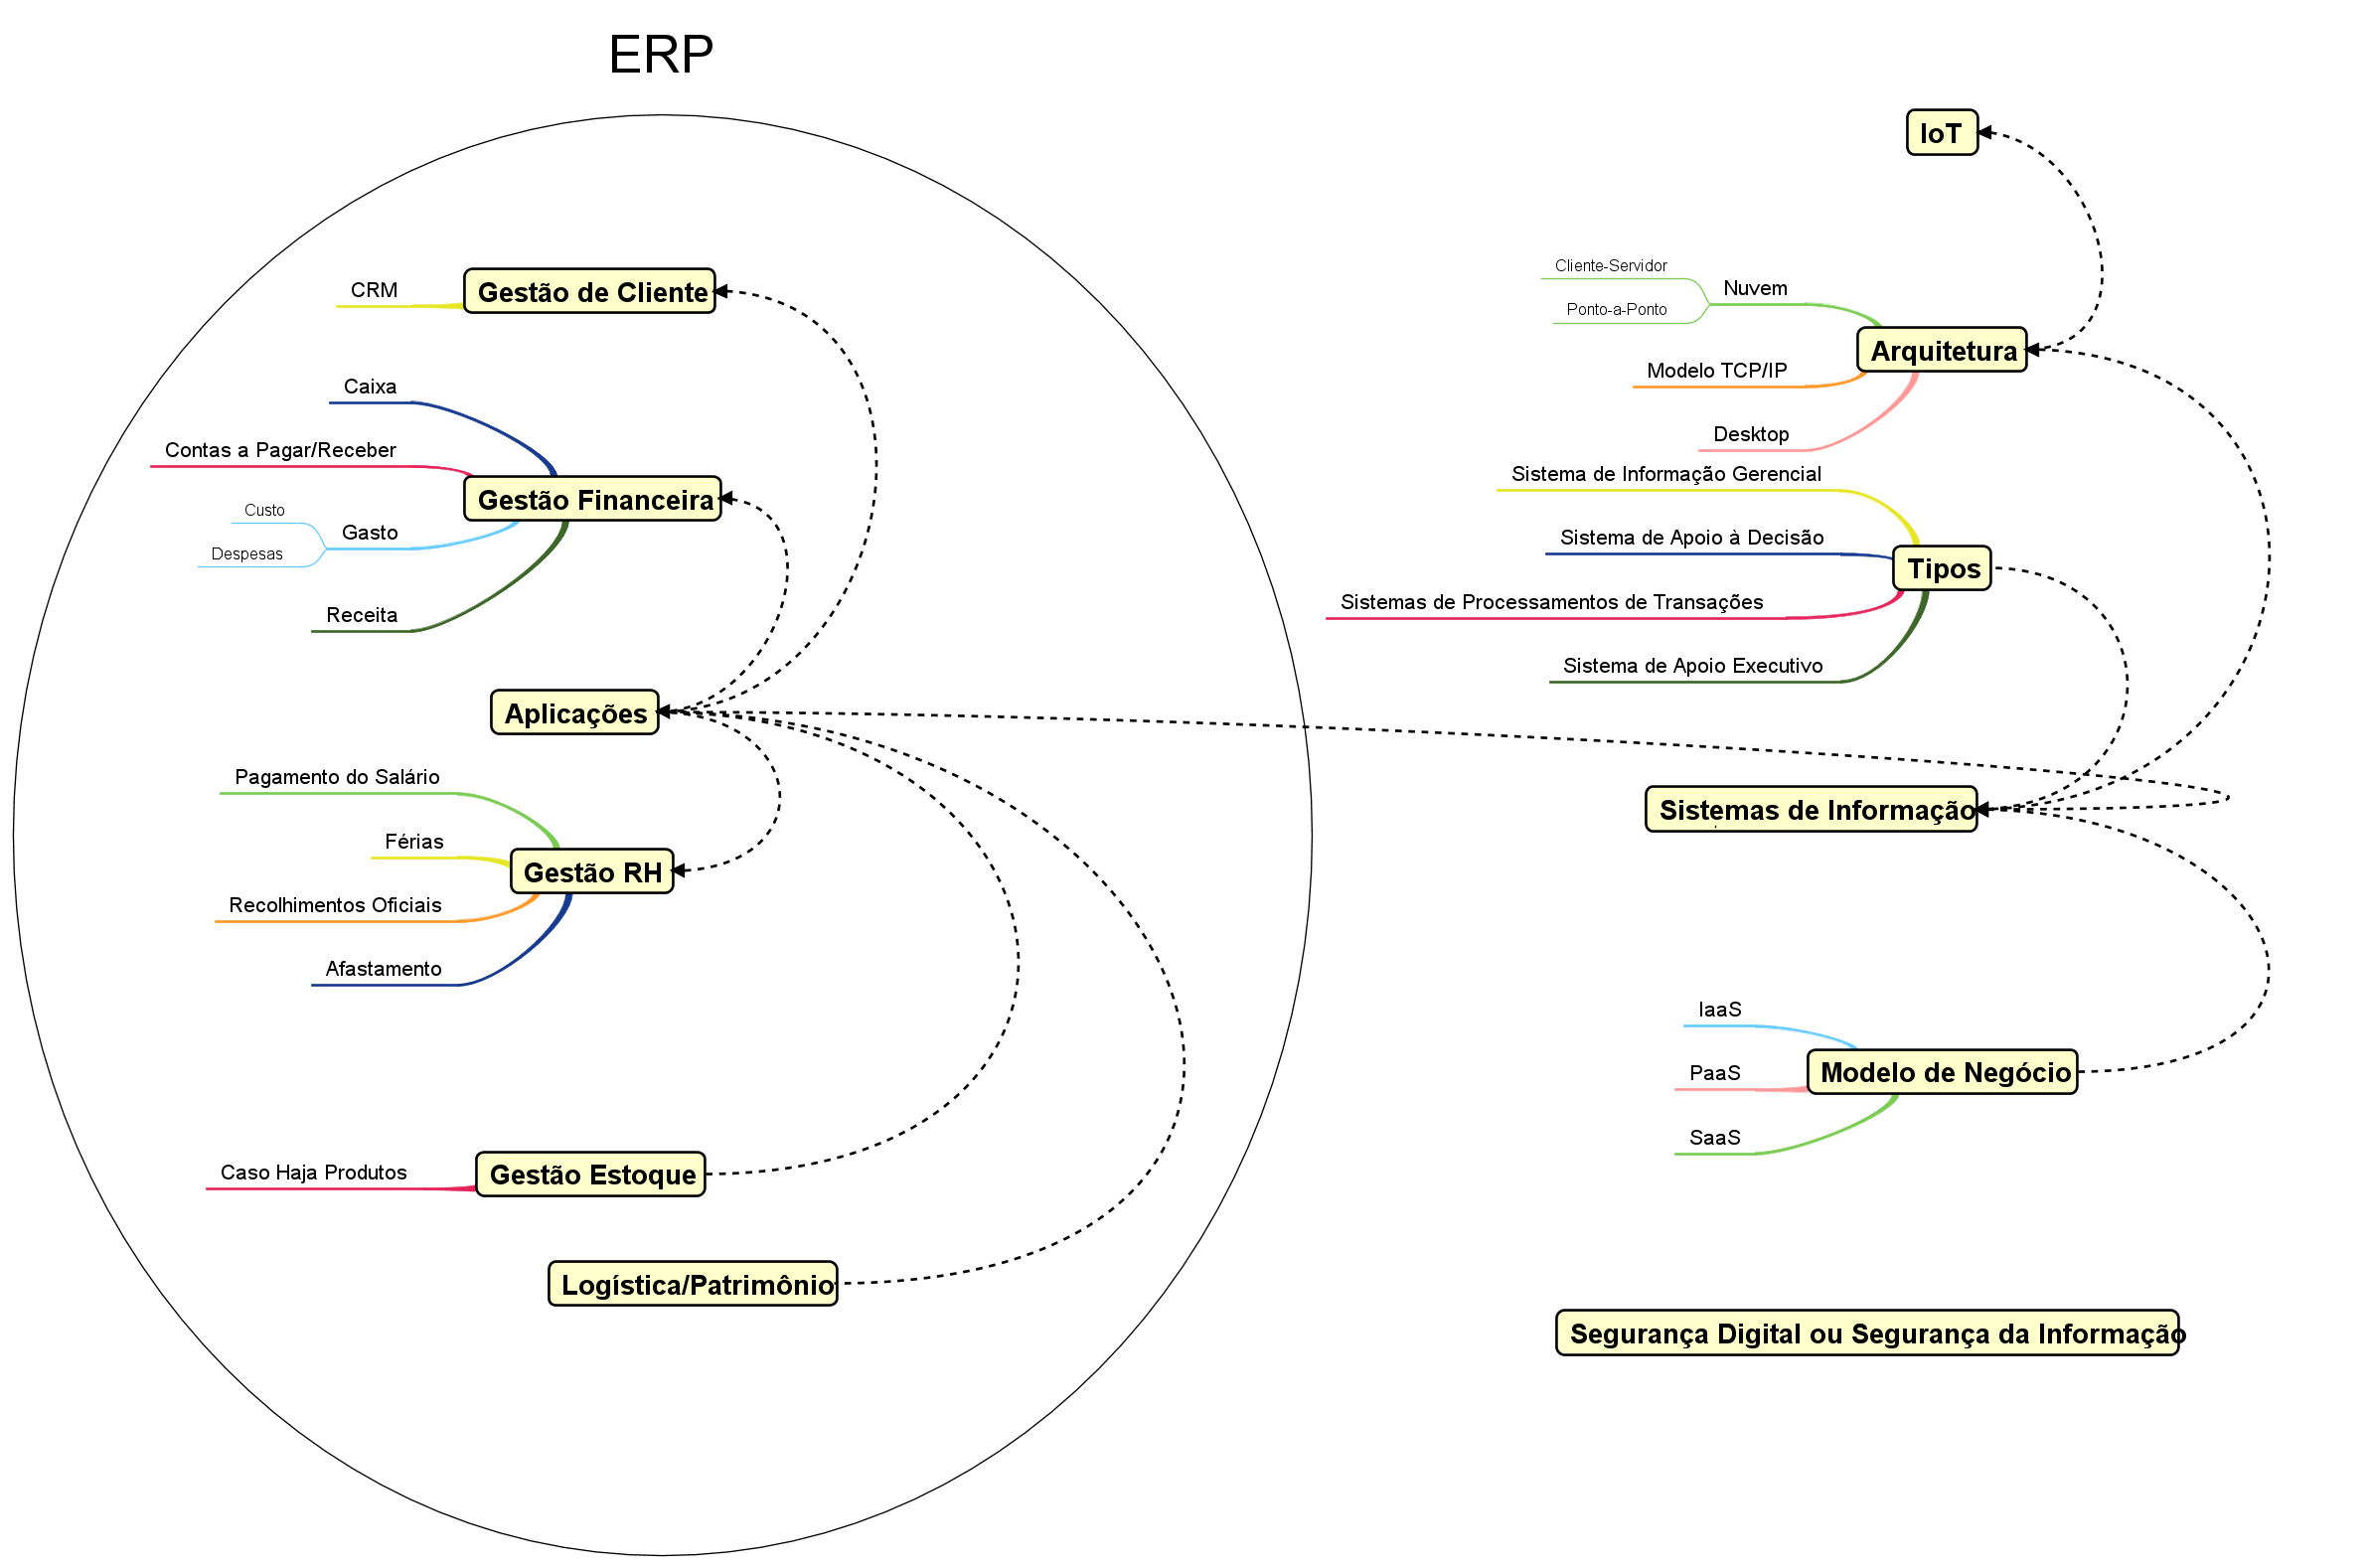 ERP
CRM
Gestão de Cliente
Caixa
Contas a Pagar/Receber
Gestão Financeira
Custo
Despesas
Gasto
Receita
Aplicações
Pagamento do Salário
Férias
Gestão RH
Recolhimentos Oficiais
Afastamento
Caso Haja Produtos
Gestão Estoque
Logística/Patrimônio
IoT
Cliente-Servidor
Ponto-a-Ponto
Nuvem
Arquitetura
Modelo TCP/IP
Desktop
Sistema de Informação Gerencial
Sistema de Apoio à Decisão
Tipos
Sistemas de Processamentos de Transações
Sistema de Apoio Executivo
Sistemas de Informação
IaaS
PaaS
Modelo de Negócio
SaaS
Segurança Digital ou Segurança da Informação